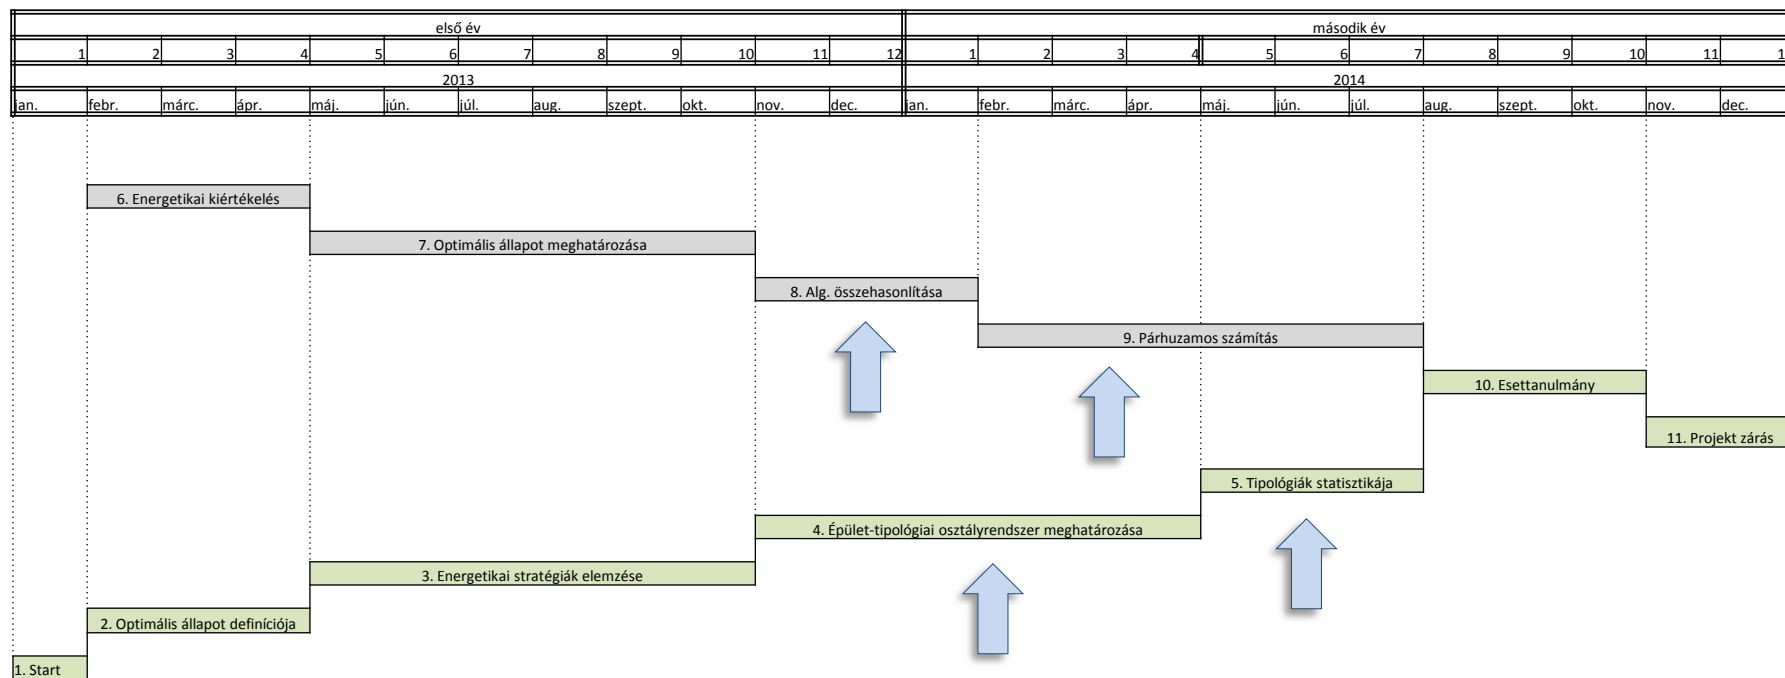 első év második év
1 2 3 4 5 6 7 8 9 10 11 12 1 2 3 4 5 6 7 8 9 10 11 1
2013 2014
jan. febr. márc. ápr. máj. jún. júl. aug. szept. okt. nov. dec. jan. febr. márc. ápr. máj. jún. júl. aug. szept. okt. nov. dec.
6. Energetikai kiértékelés
7. Optimális állapot meghatározása
8. Alg. összehasonlítása
9. Párhuzamos számítás
10. Esettanulmány
11. Projekt zárás
5. Tipológiák statisztikája
4. Épület-tipológiai osztályrendszer meghatározása
3. Energetikai stratégiák elemzése
2. Optimális állapot definíciója
1. Start